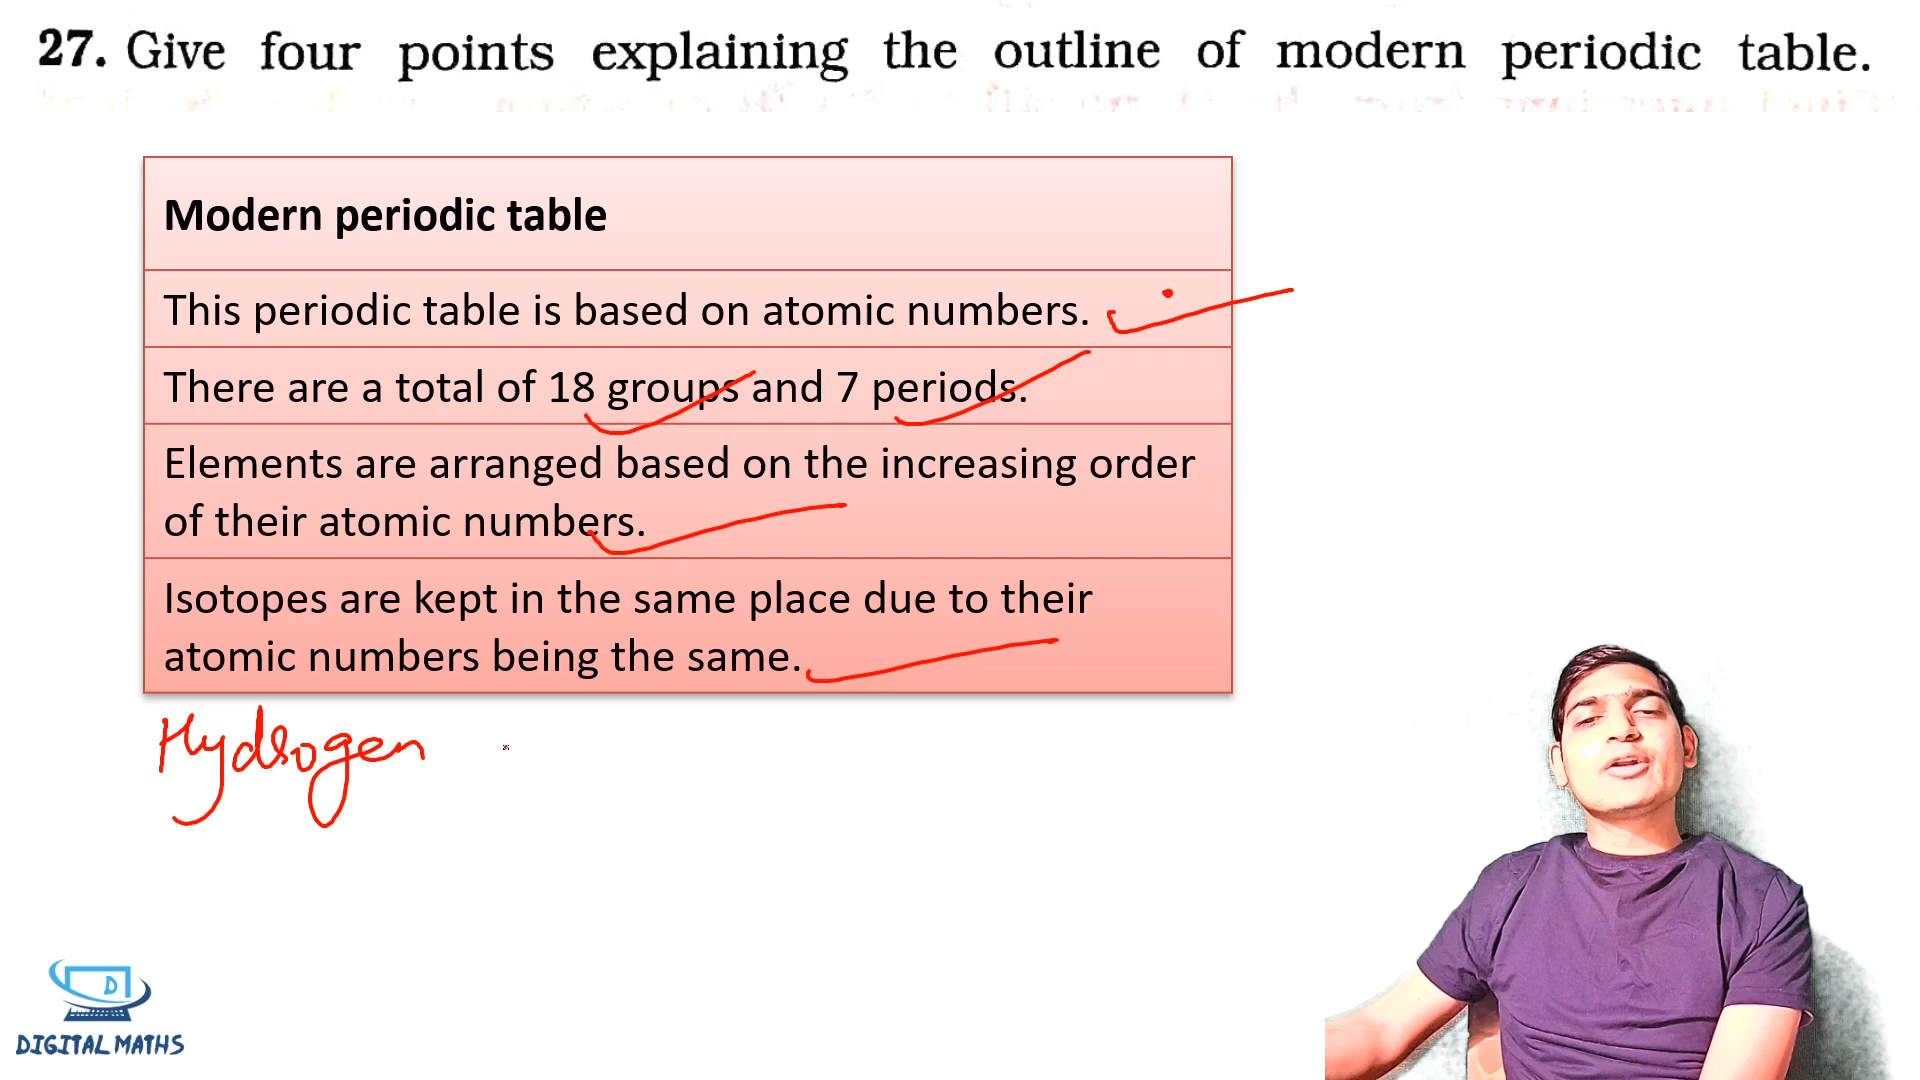 27. Give four points explaining the outline of modern periodic table.
Modern periodic table
This periodic table is based on atomic numbers.
There are a total of 18 groups and 7 periods.
Elements are arranged based on the increasing order
of their atomic numbers.
Isotopes are kept in the same place due to their
atomic numbers being the same.
Hydrogen
D
DIGITAL MATHS